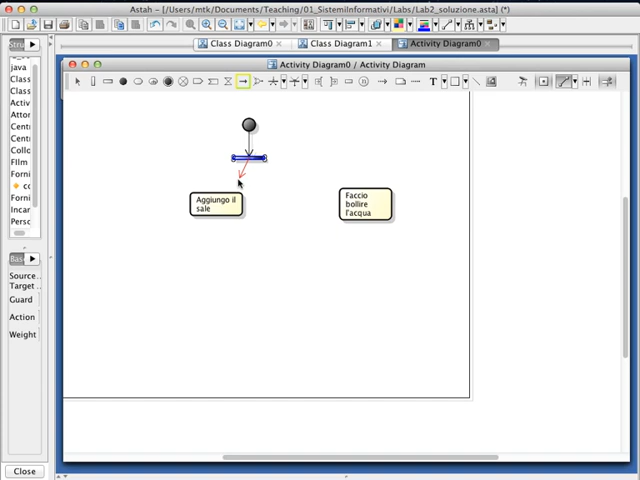 Astah - [/Users/mtk/Documents/Teaching/01_SistemiInformativi/Labs/Lab2_soluzione.asta] (*)
Class Diagram0
Class Diagram1
Activity Diagram0
Activity Diagram0 / Activity Diagram
T
java
Class
Class
Activ
Attor
Centr
Centr
Collo
FIlm
Forni
Forni
Incar
Perso
Bas
Source..
Target ..
Guard
Action
Weight
Aggiungo il
sale
Faccio
bollire
l'acqua
Close